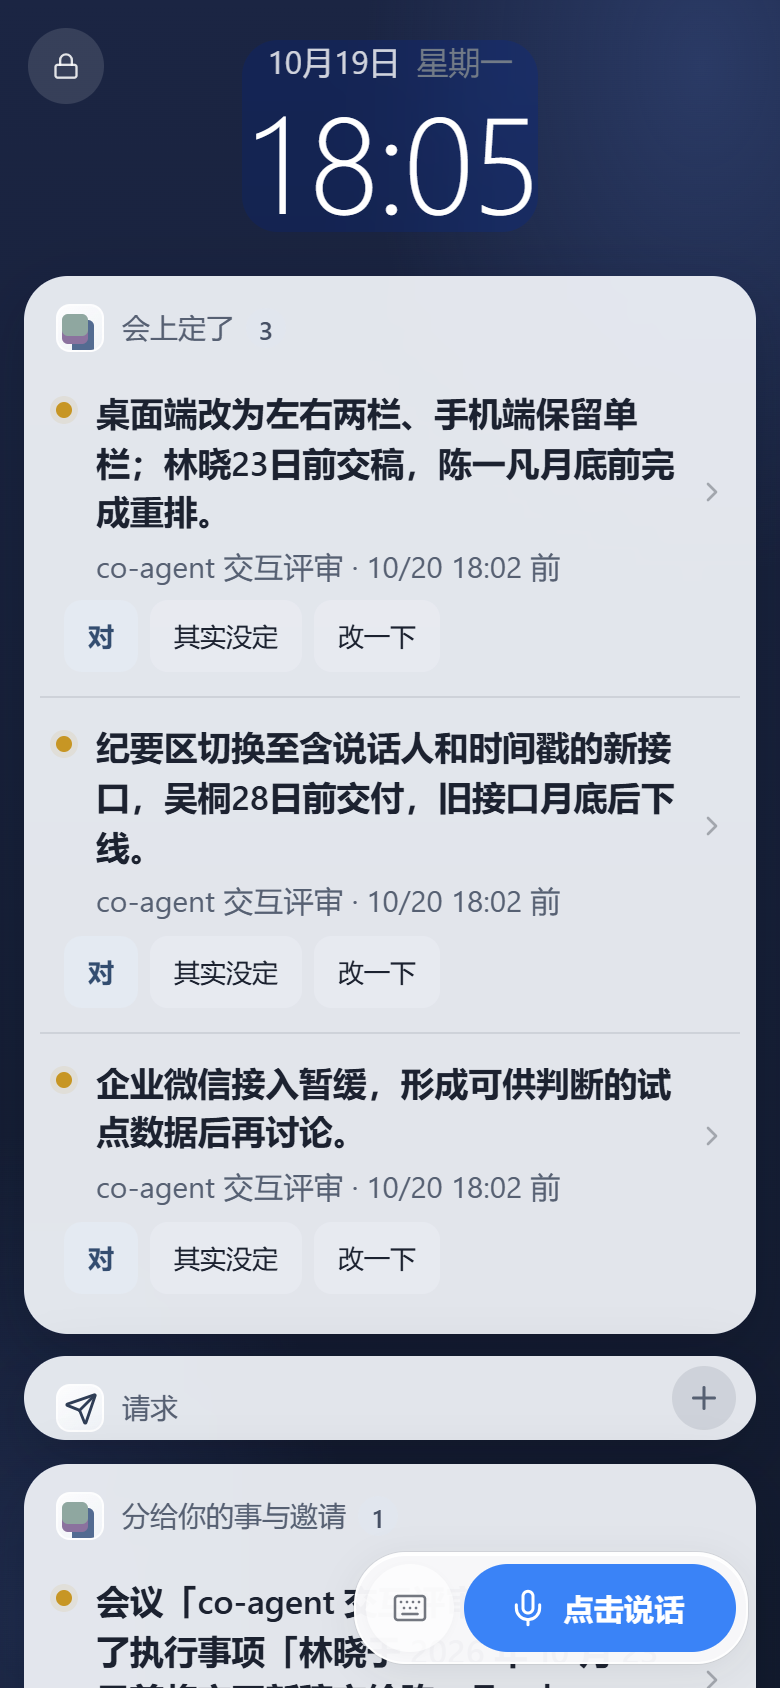 10月19日 星期一
18:05
会上定了 3
桌面端改为左右两栏、手机端保留单
栏；林晓23日前交稿，陈一凡月底前完
成重排。
co-agent 交互评审 · 10/20 18:02 前
对 其实没定 改一下
纪要区切换至含说话人和时间戳的新接
口，吴桐28日前交付，旧接口月底后下
线。
co-agent 交互评审 · 10/20 18:02 前
对 其实没定 改一下
企业微信接入暂缓，形成可供判断的试
点数据后再讨论。
co-agent 交互评审 · 10/20 18:02 前
对 其实没定 改一下
请求
分给你的事与邀请 1
会议「co-agent
点击说话
了执行事项「林晓于 2026 年 10 月 23